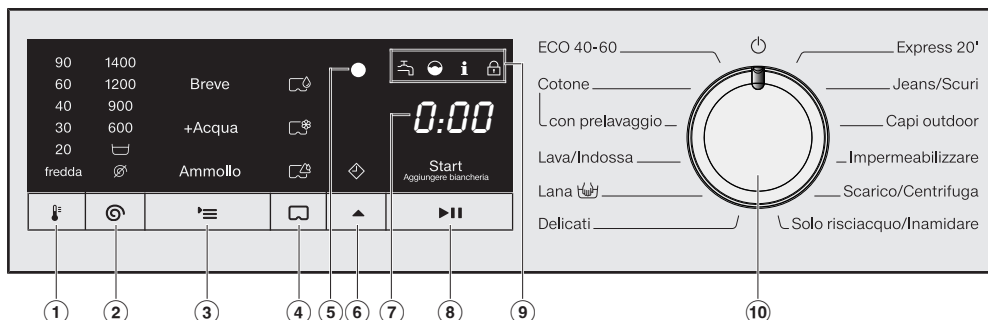 90 1400
60 1200 Breve
40 900
30 600 +Acqua
20
fredda Ammollo
0:00
Start
Aggiungere biancheria
ECO 40-60
Cotone
con prelavaggio
Lava/Indossa
Lana
Delicati
Express 20'
Jeans/Scuri
Capi outdoor
Impermeabilizzare
Scarico/Centrifuga
Solo risciacquo/Inamidare
1 2 3 4 5 6 7 8 9 10